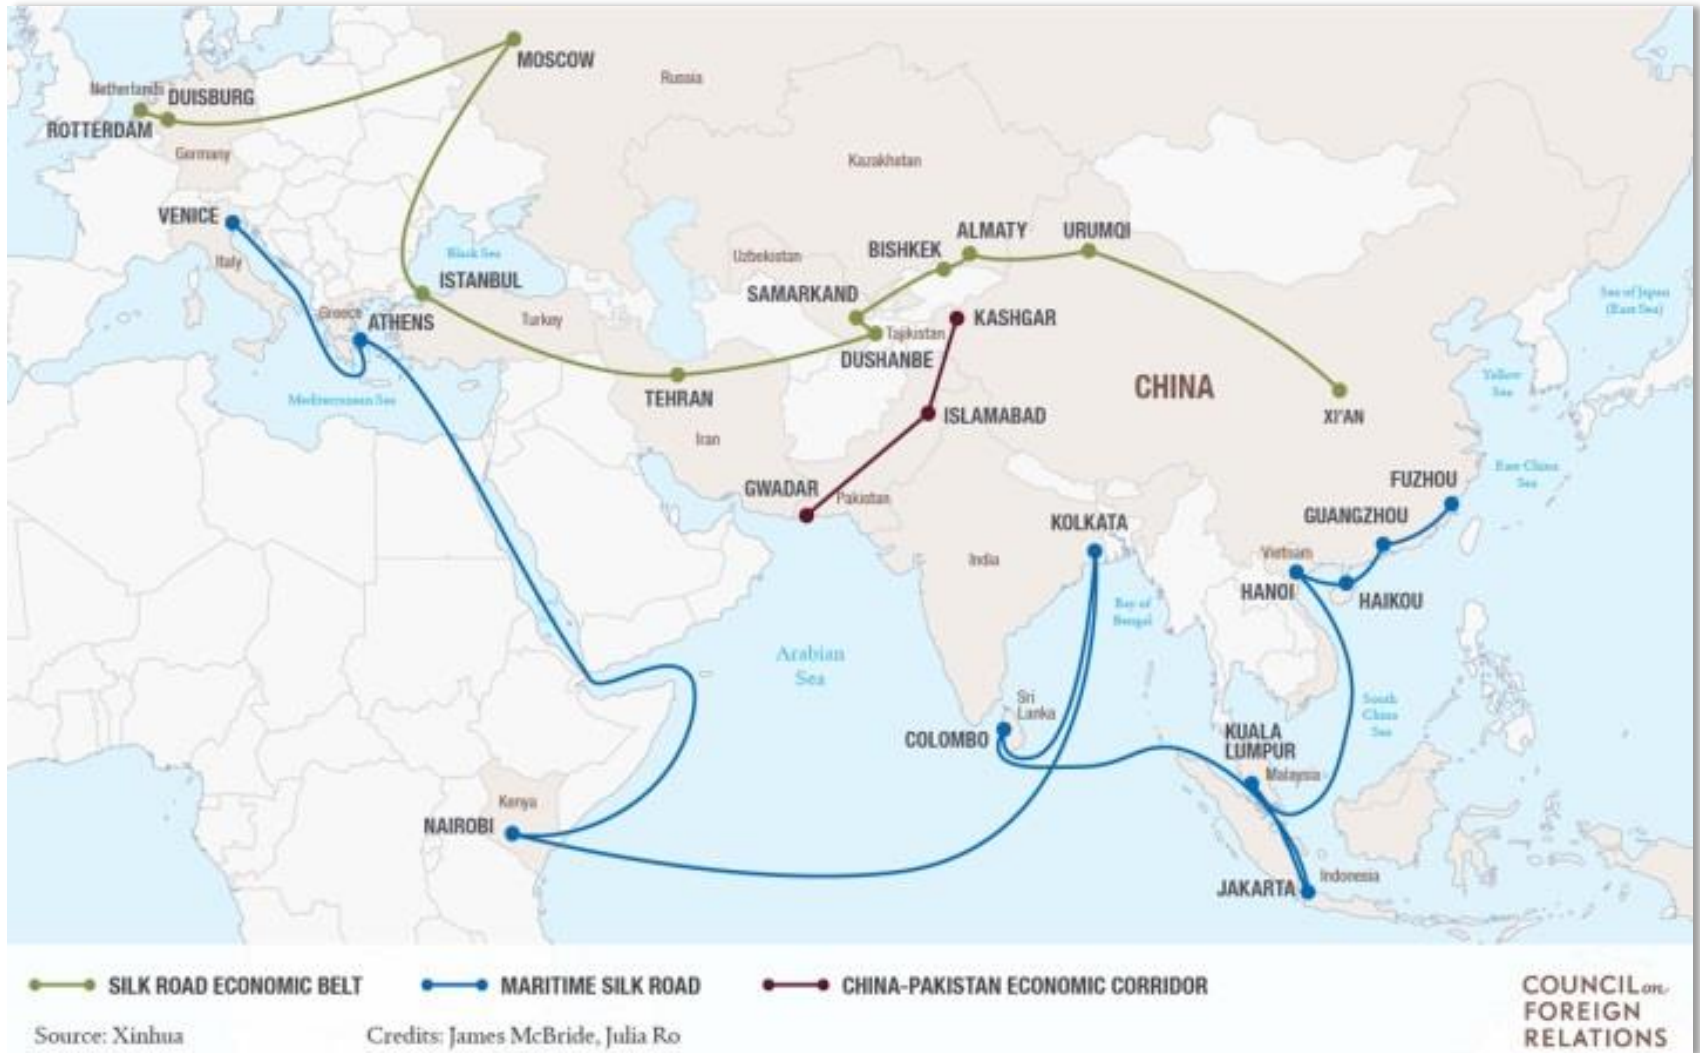 MOSCOW
Russia
Netherlands
DUISBURG
ROTTERDAM
Germany
Kazakhstan
VENICE
ALMATY
URUMQI
BISHKEK
Black Sea
Uzbekistan
Italy
ISTANBUL
SAMARKAND
Sea of Japan
(East Sea)
Greece
ATHENS
Turkey
KASHGAR
Tajikistan
DUSHANBE
TEHRAN
CHINA
Yellow
Sea
Mediterranean Sea
ISLAMABAD
XI'AN
Iran
East China
Sea
FUZHOU
GWADAR
Pakistan
GUANGZHOU
KOLKATA
India
Vietnam
HANOI
HAIKOU
Bay of
Bengal
Arabian
Sea
Sri
Lanka
COLOMBO
South
China
Sea
KUALA
LUMPUR
Malaysia
Kenya
NAIROBI
JAKARTA
Indonesia
SILK ROAD ECONOMIC BELT
MARITIME SILK ROAD
CHINA-PAKISTAN ECONOMIC CORRIDOR
Source: Xinhua
Credits: James McBride, Julia Ro
COUNCIL on
FOREIGN
RELATIONS